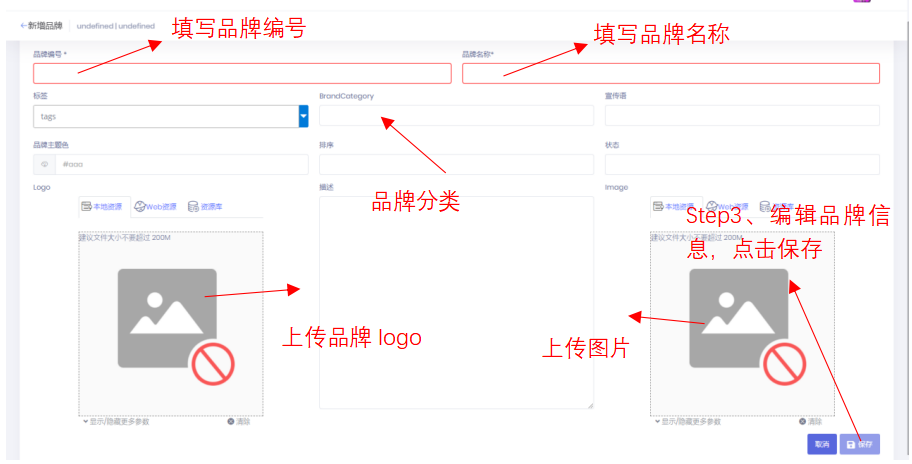 ←新增品牌 undefined | undefined
填写品牌编号
填写品牌名称
品牌编号 *
品牌名称*
标签
BrandCategory
宣传语
tags
品牌主题色
排序
状态
#aaa
品牌分类
Logo
描述
Image
本地资源 Web资源 资源库
本地资源 Web资源 资源库
Step3、编辑品牌信
息，点击保存
建议文件大小不要超过 200M
建议文件大小不要超过 200M
上传品牌 logo
上传图片
显示/隐藏更多参数 清除
显示/隐藏更多参数 清除
取消 保存